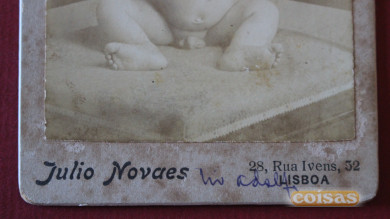 Julio Novaes
28, Rua Ivens, 32
LISBOA
coisas